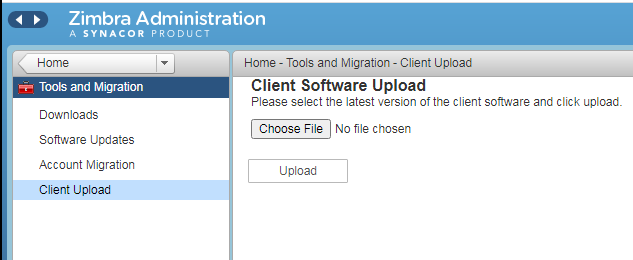 Zimbra Administration
A SYNACOR PRODUCT
Home
Home - Tools and Migration - Client Upload
Tools and Migration
Downloads
Software Updates
Account Migration
Client Upload
Client Software Upload
Please select the latest version of the client software and click upload.
Choose File No file chosen
Upload